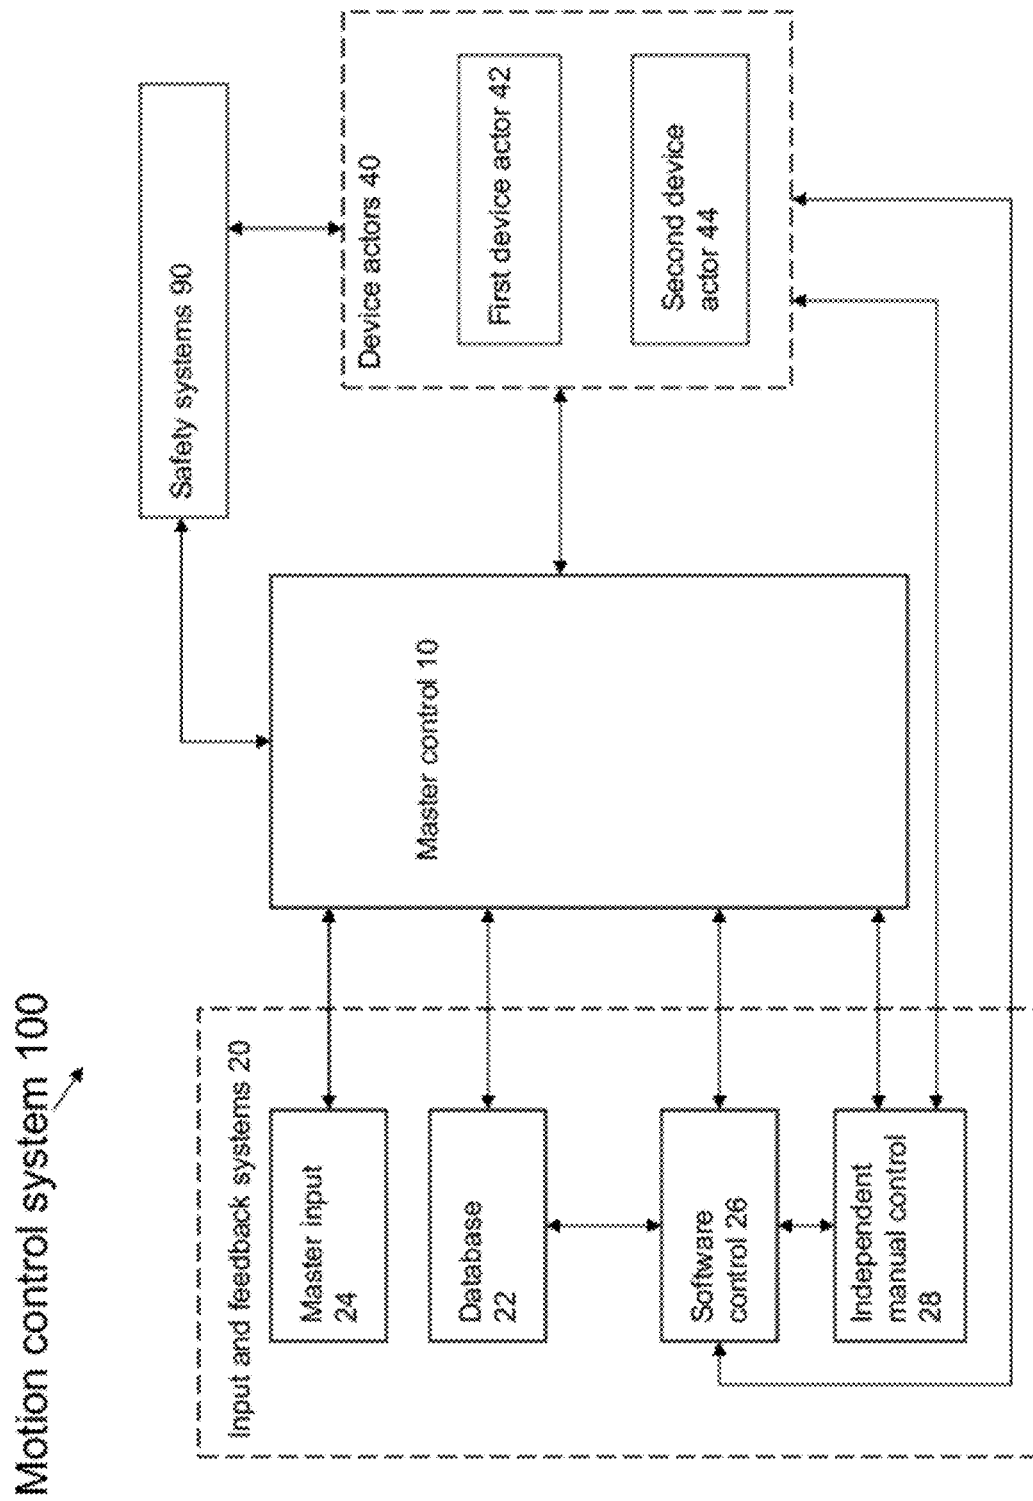 Motion control system 100
Input and feedback systems 20
Master input
24
Database
22
Software
control 26
Independent
manual control
28
Master control 10
Safety systems 90
Device actors 40
First device actor 42
Second device
actor 44